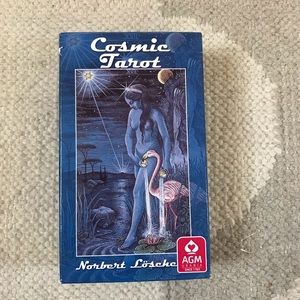 Cosmic
Tarot
Norbert Lösche
AGM